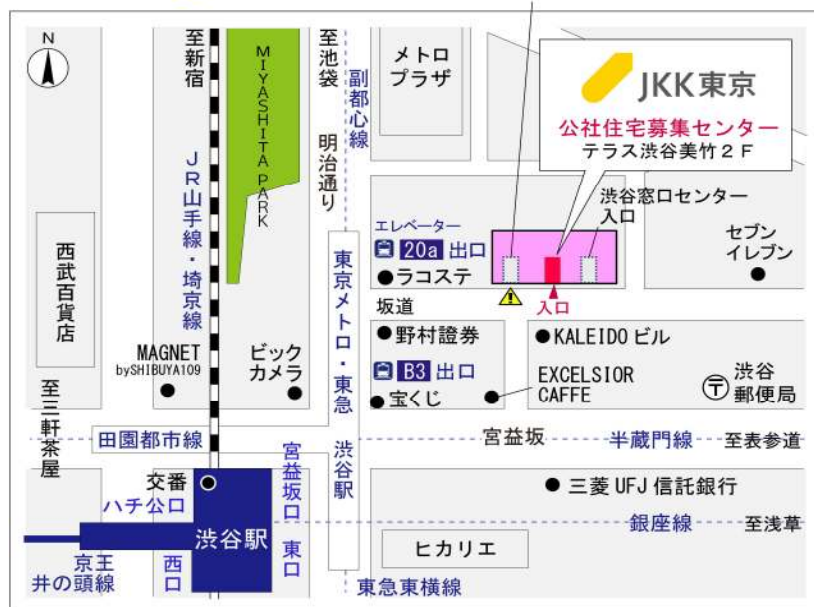 N
至新宿
JR山手線・埼京線
MIYASHITA PARK
至池袋
明治通り
副都心線
メトロ
プラザ
JKK東京
公社住宅募集センター
テラス渋谷美竹2F
渋谷窓口センター
入口
セブン
イレブン
エレベーター
20a 出口
ラコステ
入口
坂道
西武百貨店
東京メトロ・東急 渋谷駅
野村證券
B3 出口
宝くじ
KALEIDO ビル
EXCELSIOR
CAFFE
〒
渋谷
郵便局
MAGNET
bySHIBUYA109
ビック
カメラ
至三軒茶屋
田園都市線
宮益坂
半蔵門線
至表参道
交番
ハチ公口
宮益坂口
三菱 UFJ 信託銀行
渋谷駅
銀座線
至浅草
京王
井の頭線
西口
東口
ヒカリエ
東急東横線